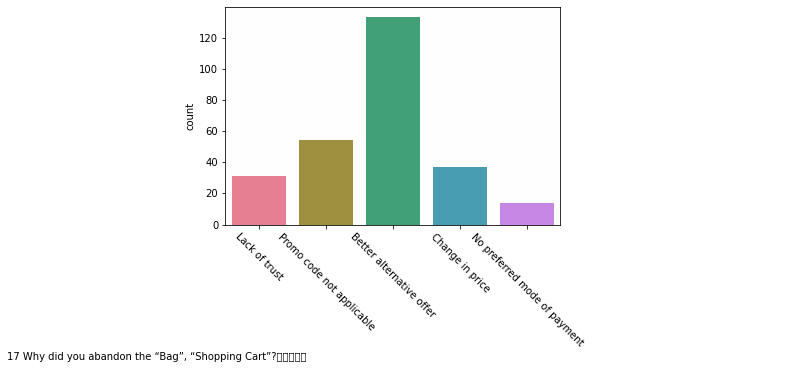 120
100
80
60
40
20
0
count
Lack of trust
Promo code not applicable
Better alternative offer
Change in price
No preferred mode of payment
17 Why did you abandon the “Bag”, “Shopping Cart”?